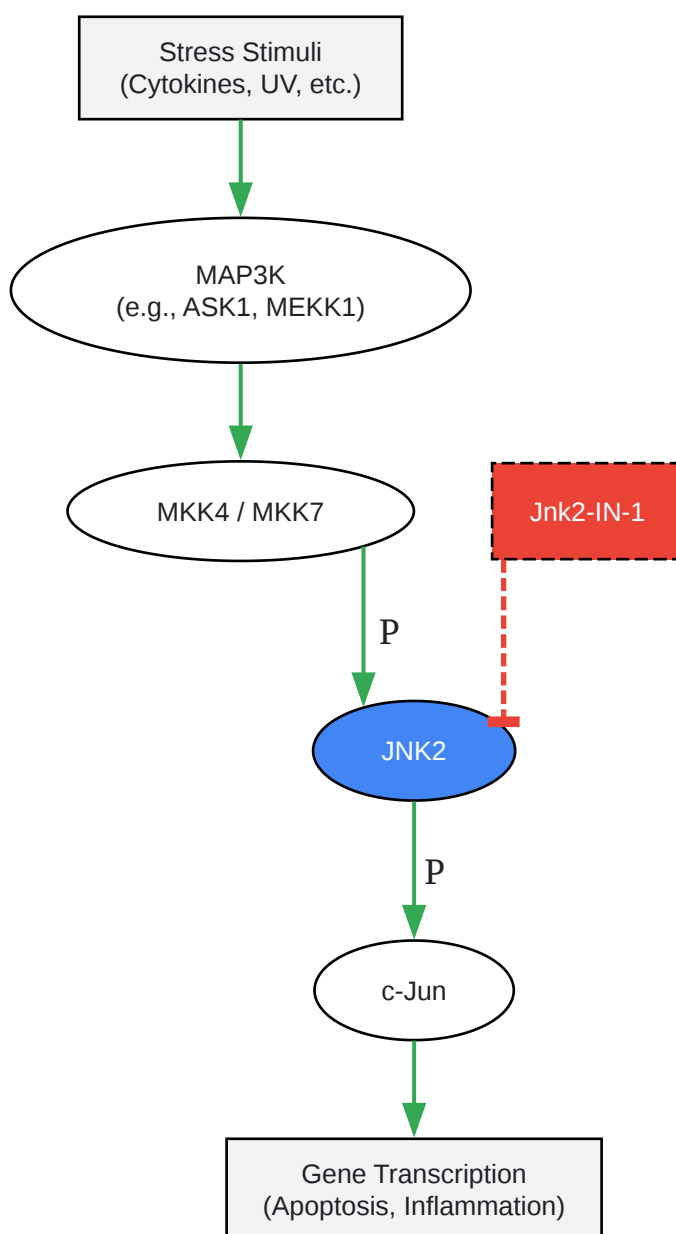 Stress Stimuli
(Cytokines, UV, etc.)
MAP3K
(e.g., ASK1, MEKK1)
MKK4 / MKK7
Jnk2-IN-1
P
JNK2
P
c-Jun
Gene Transcription
(Apoptosis, Inflammation)